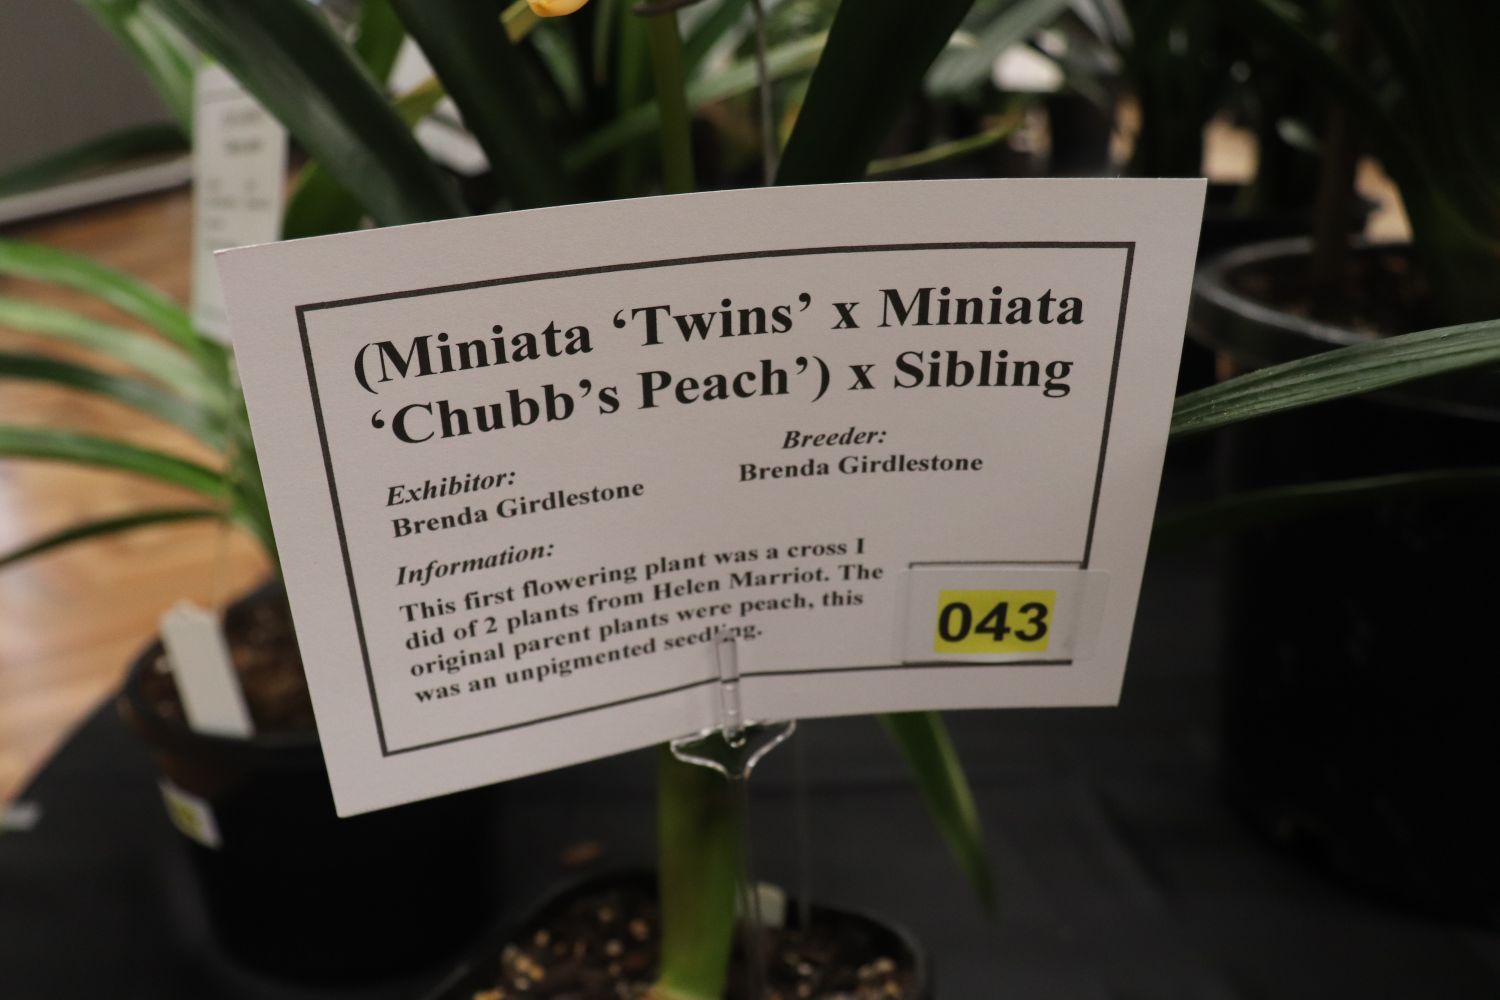 (Miniata ‘Twins’ x Miniata
‘Chubb’s Peach’) x Sibling
Exhibitor:
Brenda Girdlestone
Breeder:
Brenda Girdlestone
Information:
This first flowering plant was a cross I
did of 2 plants from Helen Marriot. The
original parent plants were peach, this
was an unpigmented seedling.
043